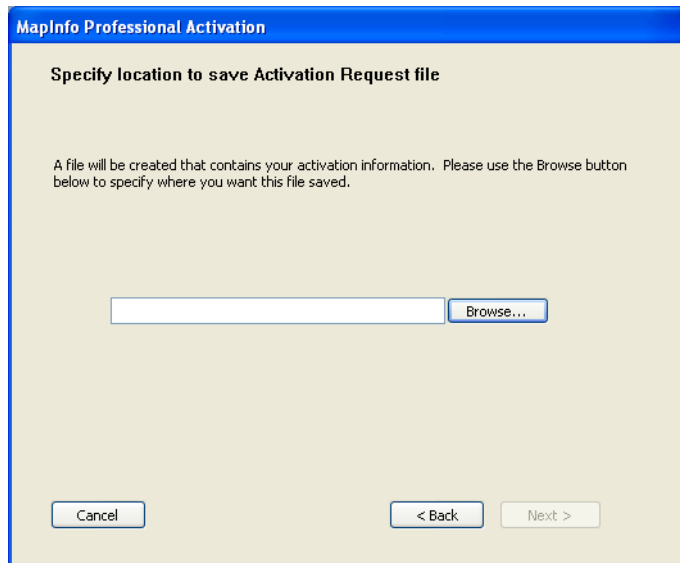 MapInfo Professional Activation
Specify location to save Activation Request file
A file will be created that contains your activation information.  Please use the Browse button
below to specify where you want this file saved.
Browse...
Cancel
< Back
Next >